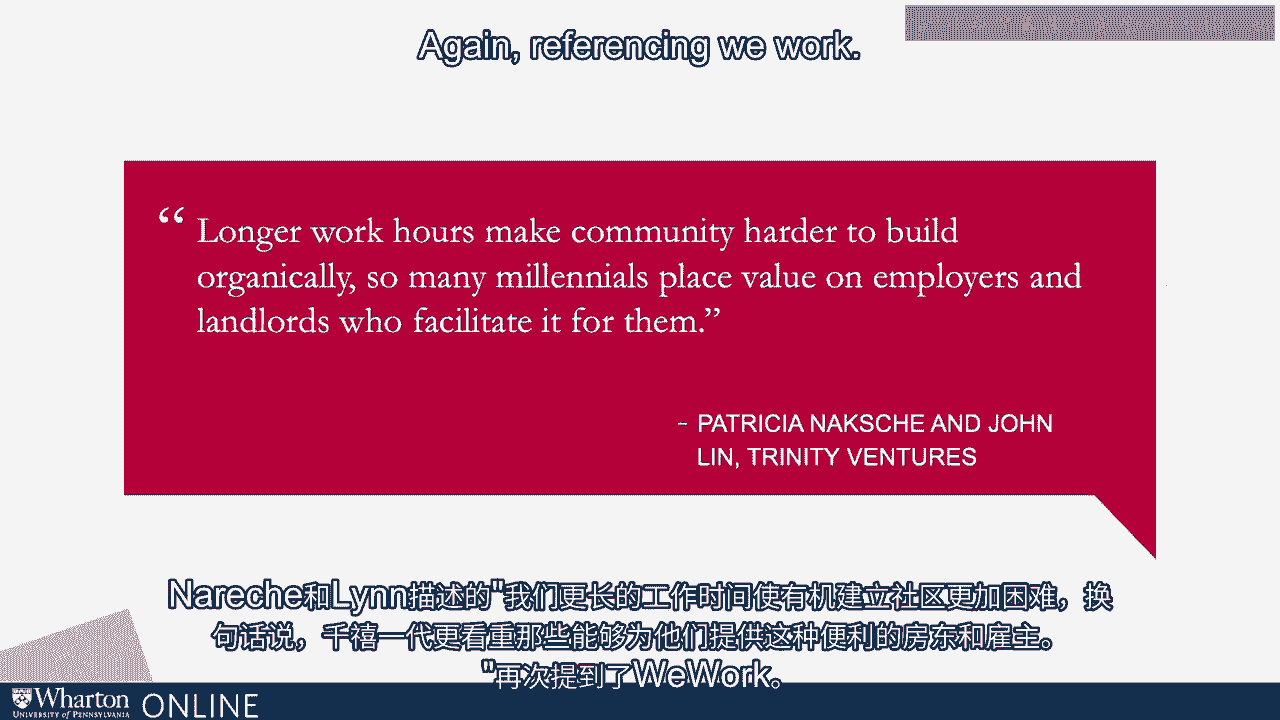 Again, referencing we work.
“ Longer work hours make community harder to build
organically, so many millennials place value on employers and
landlords who facilitate it for them.”
- PATRICIA NAKSCHE AND JOHN
LIN, TRINITY VENTURES
Nareche和Lynn描述的"我们更长的工作时间使有机建立社区更加困难，换
句话说，千禧一代更看重那些能够为他们提供这种便利的房东和雇主。
"再次提到了WeWork。
Wharton ONLINE
UNIVERSITY OF PENNSYLVANIA